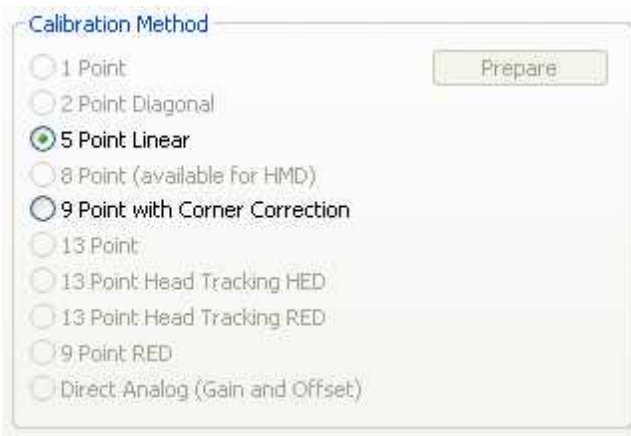 Calibration Method
1 Point
Prepare
2 Point Diagonal
5 Point Linear
8 Point (available for HMD)
9 Point with Corner Correction
13 Point
13 Point Head Tracking HED
13 Point Head Tracking RED
9 Point RED
Direct Analog (Gain and Offset)